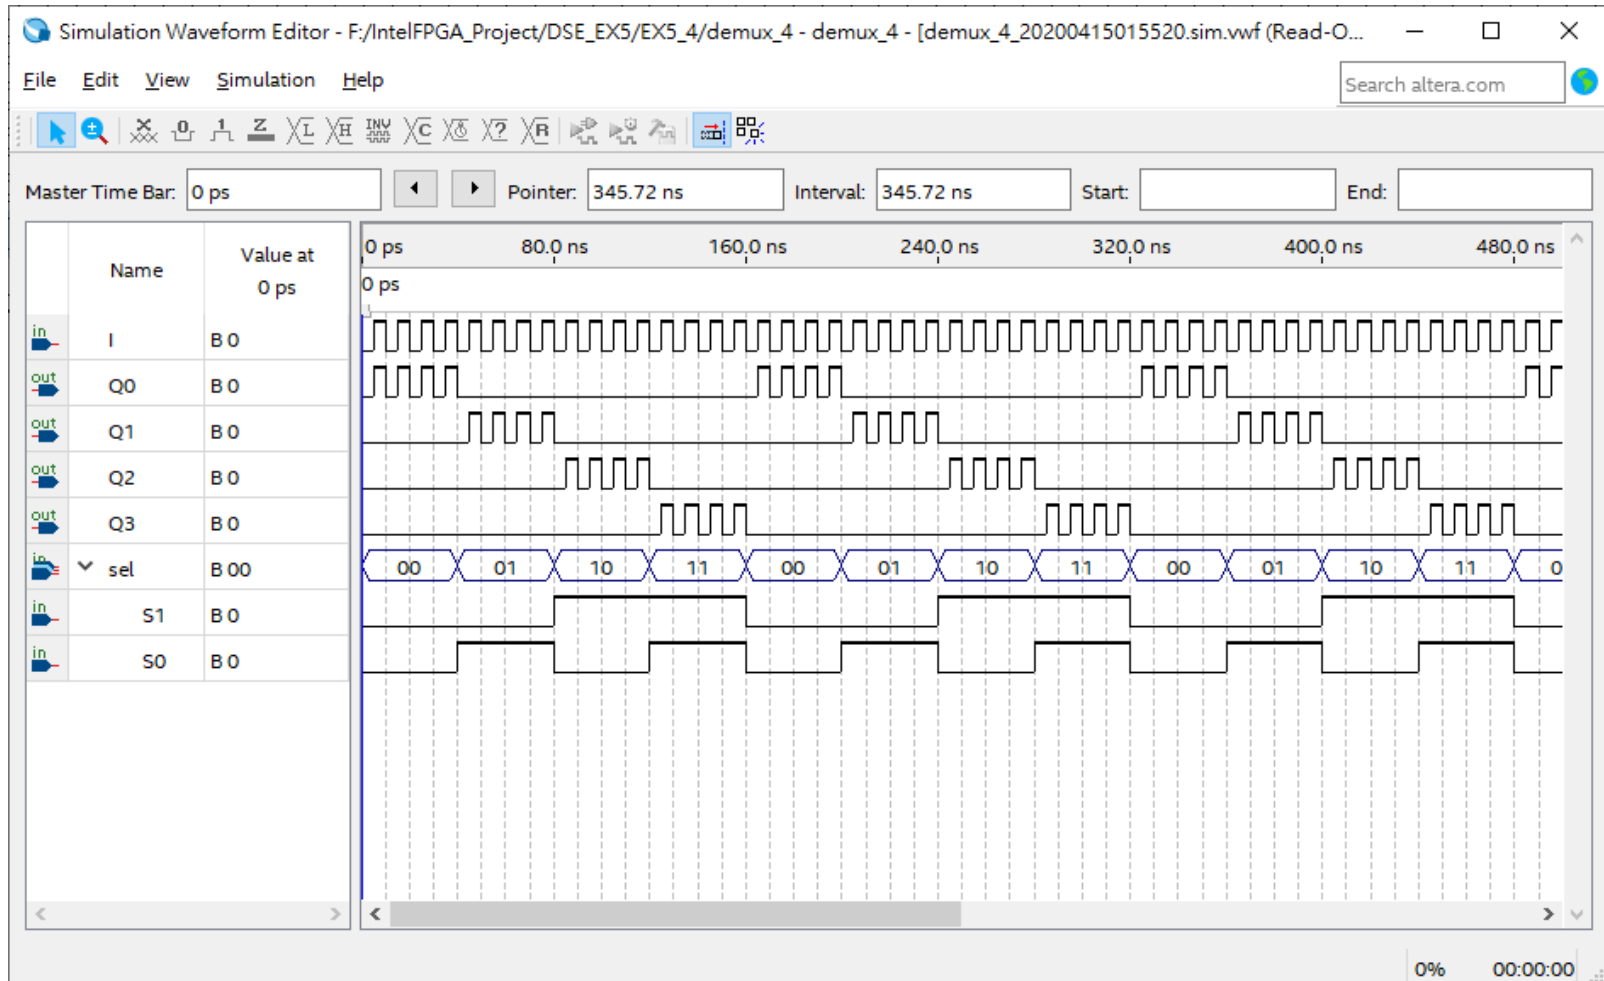 Simulation Waveform Editor - F:/IntelFPGA_Project/DSE_EX5/EX5_4/demux_4 - demux_4 - [demux_4_20200415015520.sim.vwf (Read-O...
File Edit View Simulation Help
Search altera.com
Master Time Bar: 0 ps Pointer: 345.72 ns Interval: 345.72 ns Start: End:
Name
Value at
0 ps
0 ps 80.0 ns 160.0 ns 240.0 ns 320.0 ns 400.0 ns 480.0 ns
0 ps
in I B 0
out Q0 B 0
out Q1 B 0
out Q2 B 0
out Q3 B 0
in sel B 00 00 01 10 11 00 01 10 11 00 01 10 11 0
in S1 B 0
in S0 B 0
0% 00:00:00